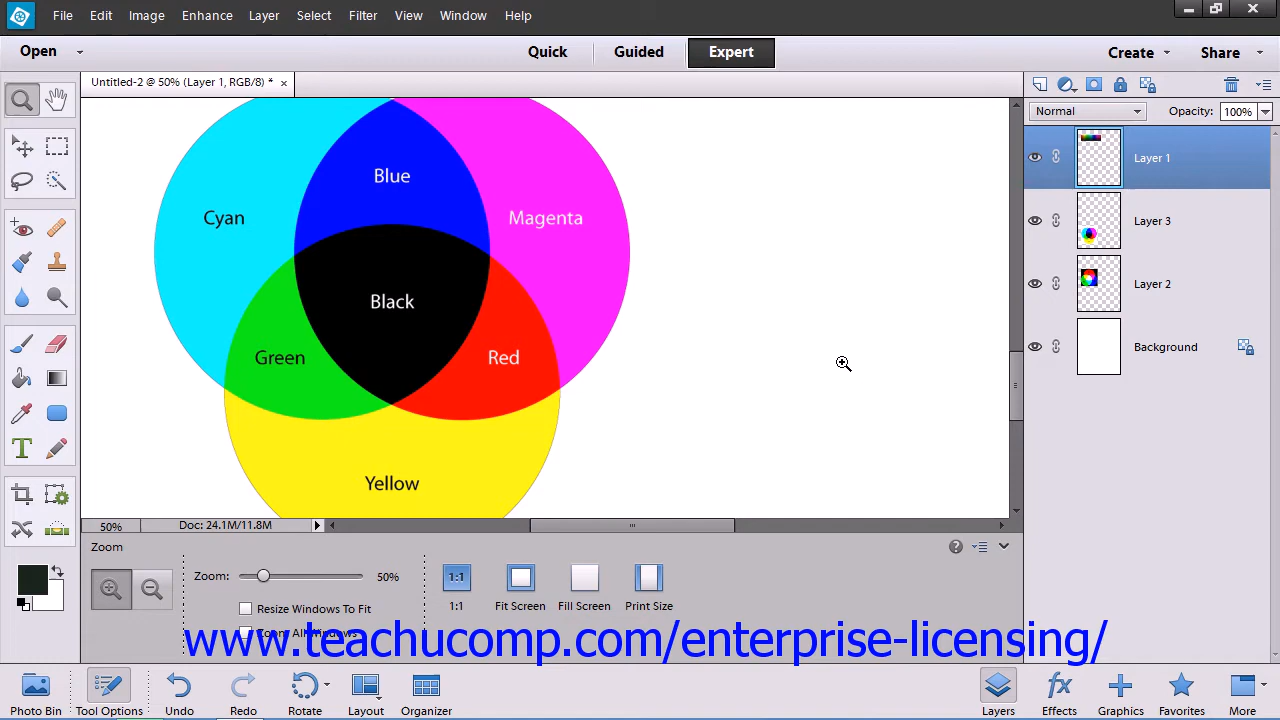 File Edit Image Enhance Layer Select Filter View Window Help
Open Quick Guided Expert Create Share
Untitled-2 @ 50% (Layer 1, RGB/8) * ×
Normal Opacity: 100%
Layer 1
Layer 3
Layer 2
Background
Blue
Cyan Magenta
Black
Green Red
Yellow
50% Doc: 24.1M/11.8M
Zoom
Zoom: 50%
1:1
1:1 Fit Screen Fill Screen Print Size
Resize Windows To Fit
Zoom All Windows
www.teachucomp.com/enterprise-licensing/
Photo Bin Tool Options Undo Redo Rotate Layout Organizer Layers Effects Graphics Favorites More